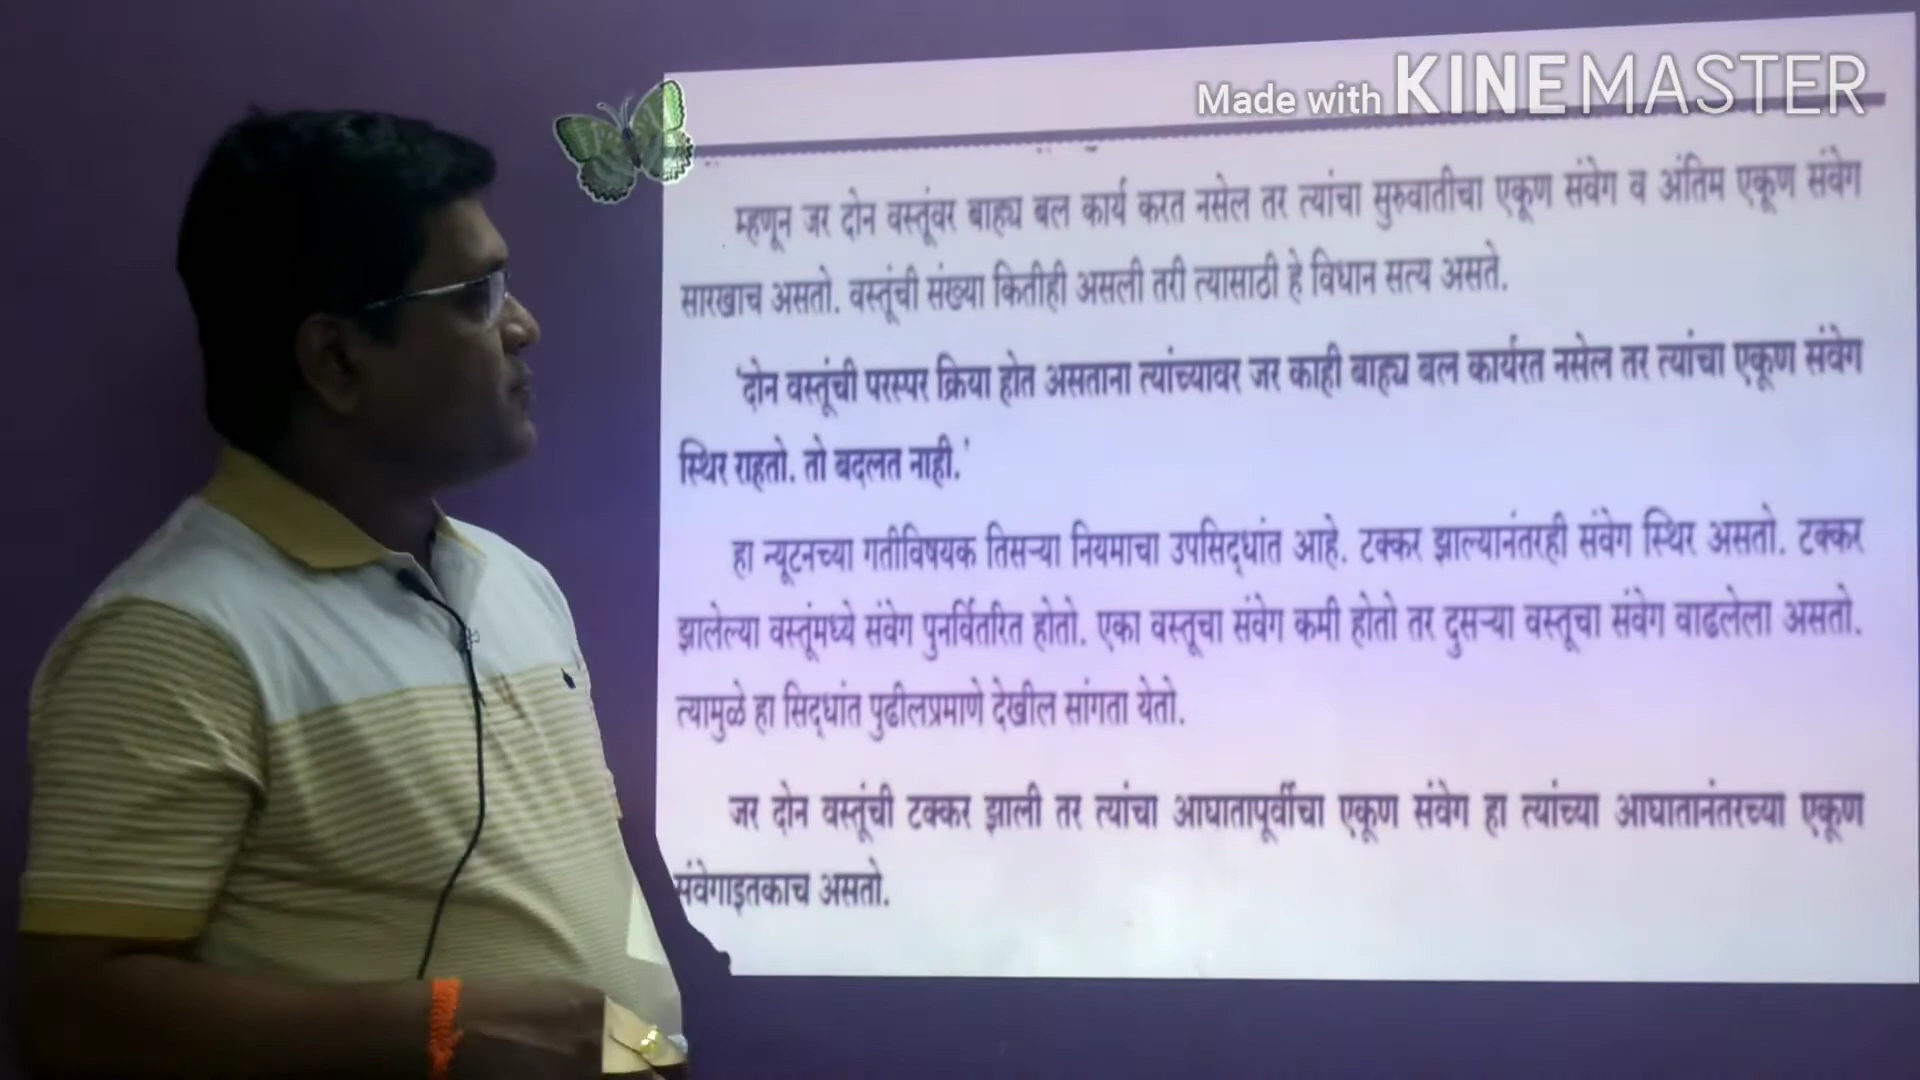 Made with KINEMASTER
म्हणून जर दोन वस्तूंवर बाह्य बल कार्य करत नसेल तर त्यांचा सुरुवातीचा एकूण संवेग व अंतिम एकूण संवेग
सारखाच असतो. वस्तूंची संख्या कितीही असली तरी त्यासाठी हे विधान सत्य असते.
'दोन वस्तूंची परस्पर क्रिया होत असताना त्यांच्यावर जर काही बाह्य बल कार्यरत नसेल तर त्यांचा एकूण संवेग
स्थिर राहतो. तो बदलत नाही.'
हा न्यूटनच्या गतीविषयक तिसऱ्या नियमाचा उपसिद्धांत आहे. टक्कर झाल्यानंतरही संवेग स्थिर असतो. टक्कर
झालेल्या वस्तूंमध्ये संवेग पुनर्वितरित होतो. एका वस्तूचा संवेग कमी होतो तर दुसऱ्या वस्तूचा संवेग वाढलेला असतो.
त्यामुळे हा सिद्धांत पुढीलप्रमाणे देखील सांगता येतो.
जर दोन वस्तूंची टक्कर झाली तर त्यांचा आघातापूर्वीचा एकूण संवेग हा त्यांच्या आघातानंतरच्या एकूण
संवेगाइतकाच असतो.